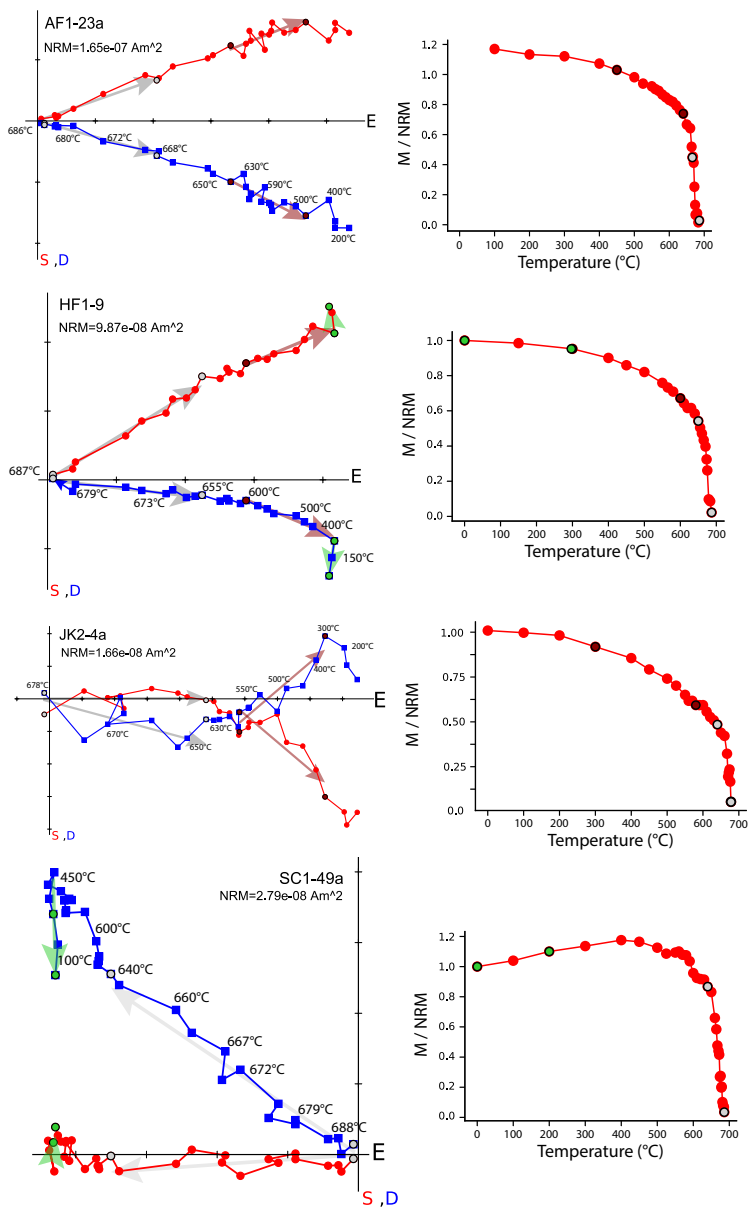 AF1-23a
NRM=1.65e-07 Am^2
E
686°C
680°C
672°C
668°C
650°C
630°C
590°C
500°C
400°C
200°C
S ,D
M / NRM
1.2
1.0
0.8
0.6
0.4
0.2
0.0
0 100 200 300 400 500 600 700
Temperature (°C)
HF1-9
NRM=9.87e-08 Am^2
E
687°C
679°C
673°C
655°C
600°C
500°C
400°C
150°C
S ,D
M / NRM
1.0
0.8
0.6
0.4
0.2
0.0
0 100 200 300 400 500 600 700
Temperature (°C)
JK2-4a
NRM=1.66e-08 Am^2
E
678°C
670°C
650°C
630°C
550°C
500°C
400°C
300°C
200°C
S ,D
M / NRM
1.00
0.75
0.50
0.25
0.0
0 100 200 300 400 500 600 700
Temperature (°C)
SC1-49a
NRM=2.79e-08 Am^2
450°C
100°C
600°C
640°C
660°C
667°C
672°C
679°C
688°C
E
S ,D
M / NRM
1.2
1.0
0.8
0.6
0.4
0.2
0.0
0 100 200 300 400 500 600 700
Temperature (°C)